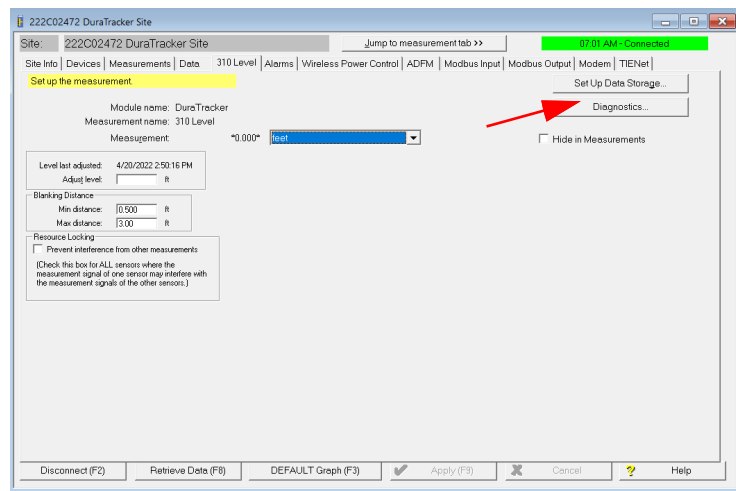 222C02472 DuraTracker Site
Site: 222C02472 DuraTracker Site Jump to measurement tab >> 07:01 AM - Connected
Site Info Devices Measurements Data 310 Level Alarms Wireless Power Control ADFM Modbus Input Modbus Output Modem TIENet
Set up the measurement. Set Up Data Storage...
Module name: DuraTracker Diagnostics...
Measurement name: 310 Level
Measurement: *0.000* feet Hide in Measurements
Level last adjusted: 4/20/2022 2:50:16 PM
Adjust level: ft
Blanking Distance
Min distance: 0.500 ft
Max distance: 3.00 ft
Resource Locking
Prevent interference from other measurements
(Check this box for ALL sensors where the
measurement signal of one sensor may interfere with
the measurement signals of the other sensors.)
Disconnect (F2) Retrieve Data (F8) DEFAULT Graph (F3) Apply (F9) Cancel ? Help